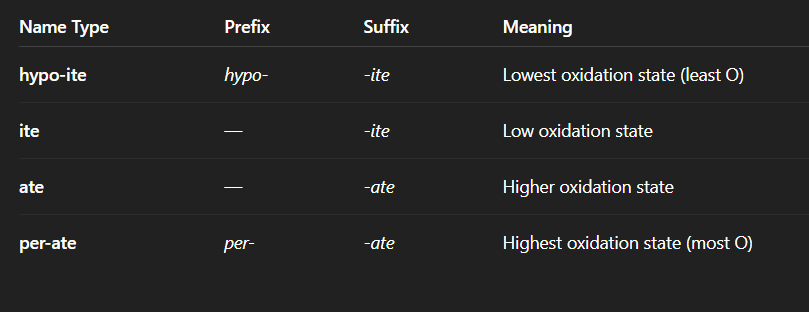 Name Type Prefix Suffix Meaning
hypo-ite hypo- -ite Lowest oxidation state (least O)
ite — -ite Low oxidation state
ate — -ate Higher oxidation state
per-ate per- -ate Highest oxidation state (most O)